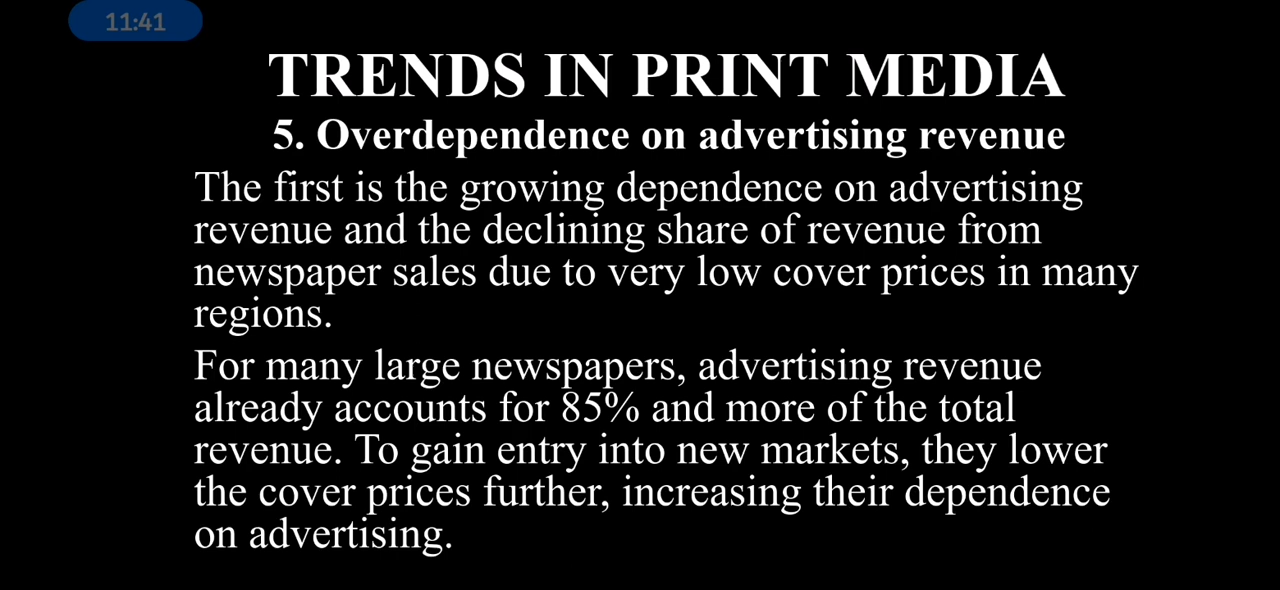 11:41
TRENDS IN PRINT MEDIA
5. Overdependence on advertising revenue
The first is the growing dependence on advertising
revenue and the declining share of revenue from
newspaper sales due to very low cover prices in many
regions.
For many large newspapers, advertising revenue
already accounts for 85% and more of the total
revenue. To gain entry into new markets, they lower
the cover prices further, increasing their dependence
on advertising.